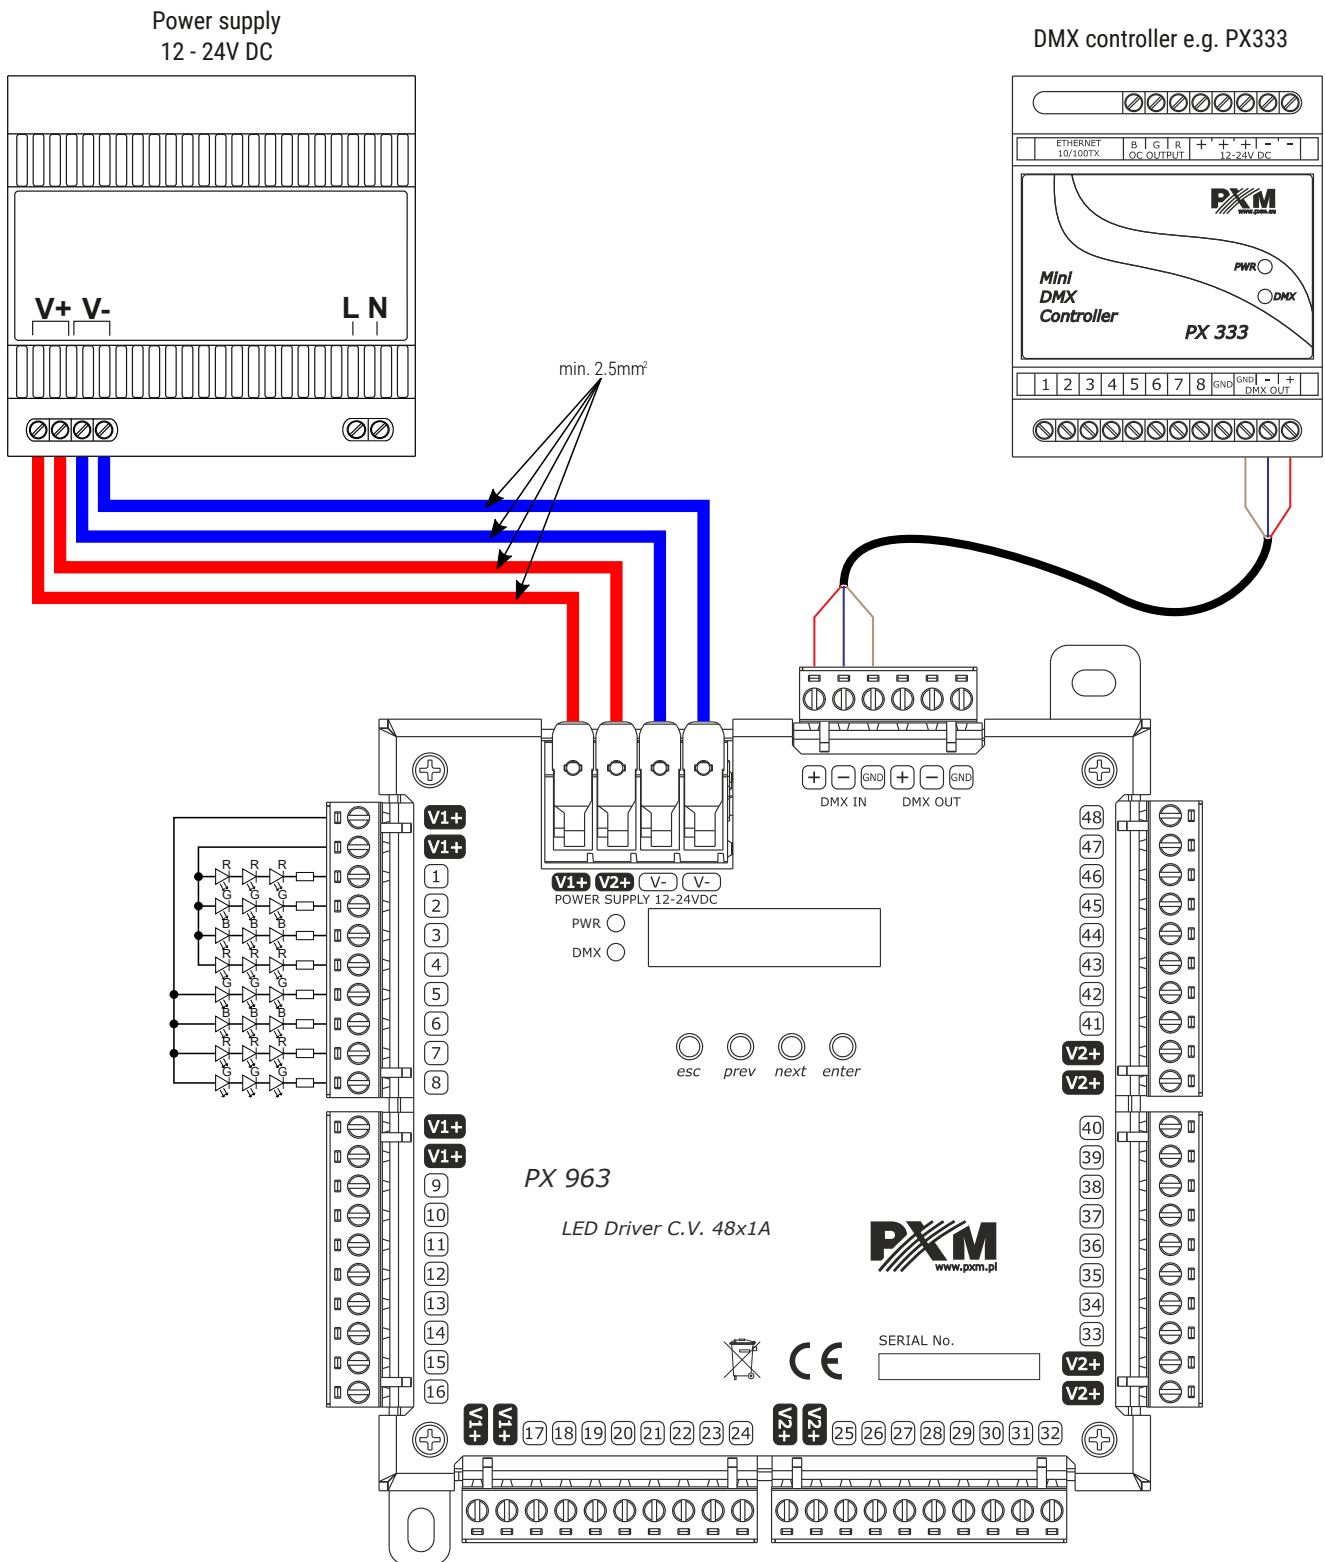 Power supply
12 - 24V DC
DMX controller e.g. PX333
ETHERNET
10/100TX
B G R
OC OUTPUT
+ + + - -
12-24V DC
PXM
www.pxm.eu
PWR
DMX
Mini
DMX
Controller
PX 333
1 2 3 4 5 6 7 8 GND GND - +
DMX OUT
V+ V-
L N
min. 2.5mm²
+ - GND + - GND
DMX IN DMX OUT
V1+ V2+ V- V-
POWER SUPPLY 12-24VDC
PWR
DMX
esc prev next enter
V1+
V1+
1
2
3
4
5
6
7
8
R R R
G G G
B B B
R R R
G G G
B B B
R R R
G G G
V1+
V1+
9
10
11
12
13
14
15
16
48
47
46
45
44
43
42
41
V2+
V2+
40
39
38
37
36
35
34
33
V2+
V2+
PX 963
LED Driver C.V. 48x1A
PXM
www.pxm.pl
CE
SERIAL No.
V1+ V1+ 17 18 19 20 21 22 23 24
V2+ V2+ 25 26 27 28 29 30 31 32